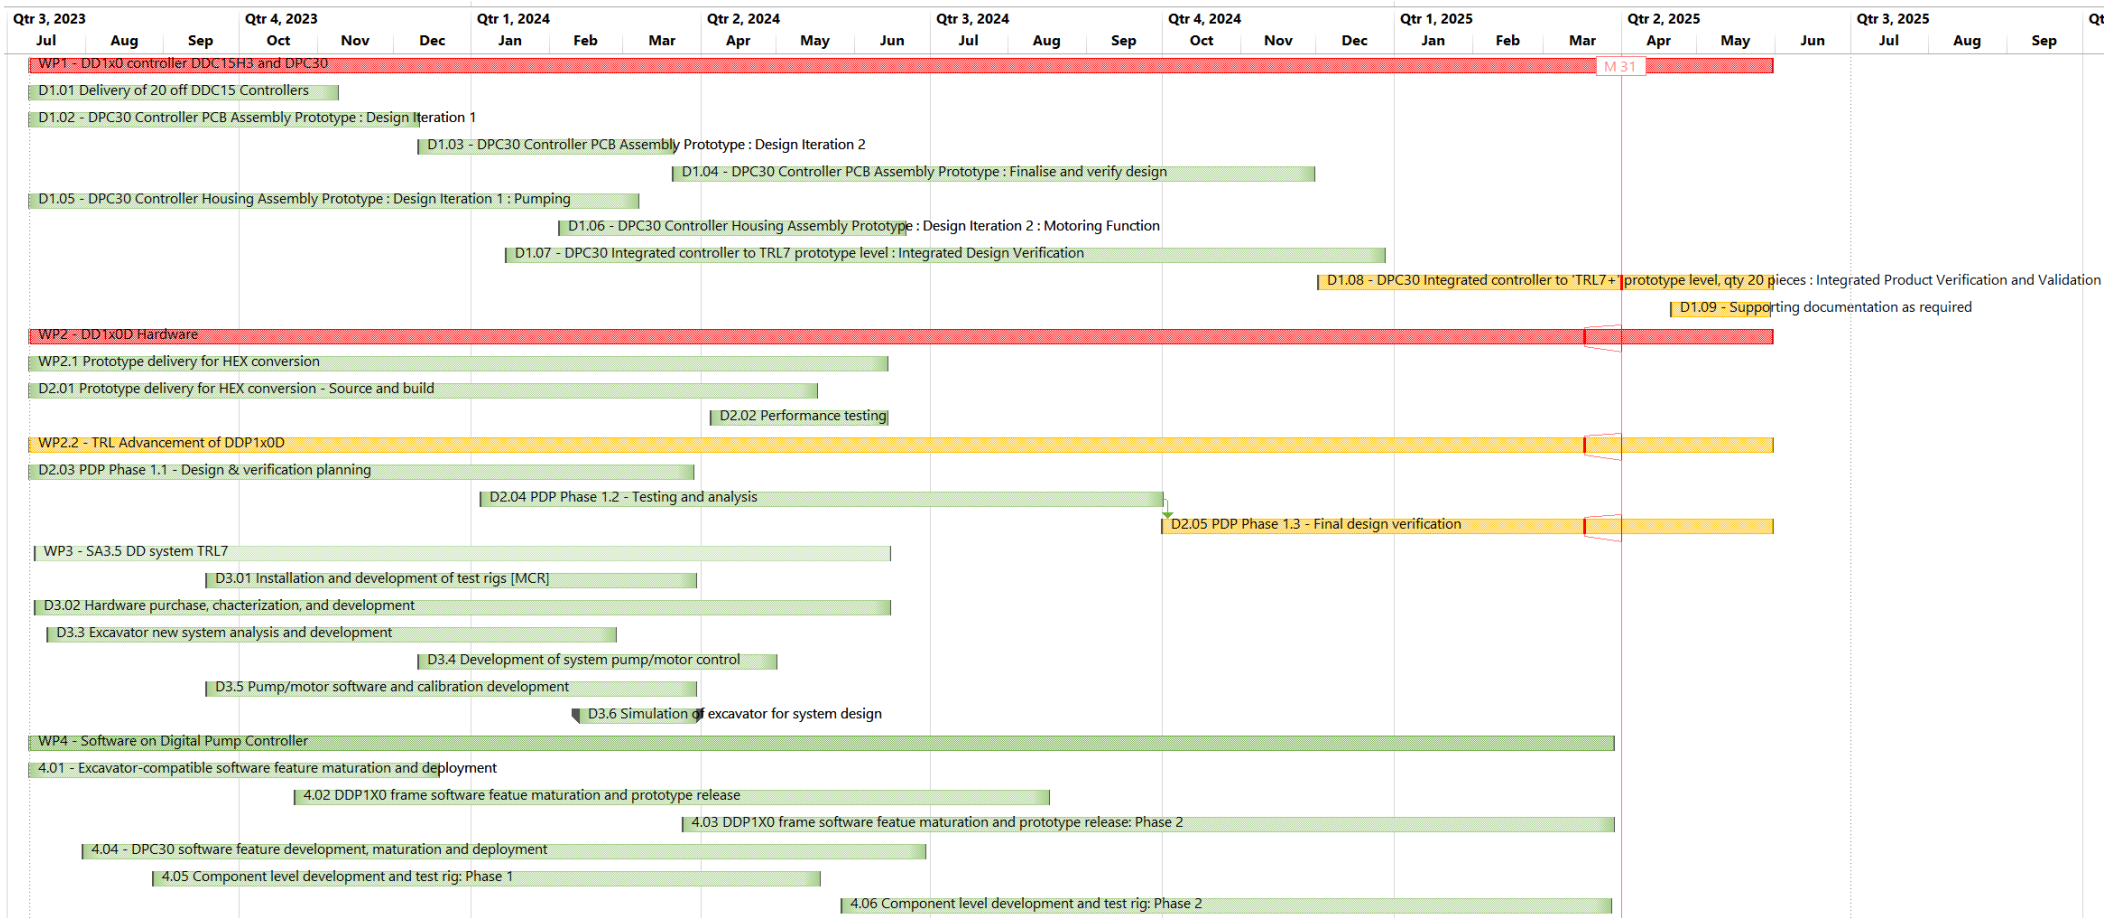 Qtr 3, 2023 Qtr 4, 2023 Qtr 1, 2024 Qtr 2, 2024 Qtr 3, 2024 Qtr 4, 2024 Qtr 1, 2025 Qtr 2, 2025 Qtr 3, 2025 Qt
Jul Aug Sep Oct Nov Dec Jan Feb Mar Apr May Jun Jul Aug Sep Oct Nov Dec Jan Feb Mar Apr May Jun Jul Aug Sep
WP1 - DD1x0 controller DDC15H3 and DPC30
M 31
D1.01 Delivery of 20 off DDC15 Controllers
D1.02 - DPC30 Controller PCB Assembly Prototype : Design Iteration 1
D1.03 - DPC30 Controller PCB Assembly Prototype : Design Iteration 2
D1.04 - DPC30 Controller PCB Assembly Prototype : Finalise and verify design
D1.05 - DPC30 Controller Housing Assembly Prototype : Design Iteration 1 : Pumping
D1.06 - DPC30 Controller Housing Assembly Prototype : Design Iteration 2 : Motoring Function
D1.07 - DPC30 Integrated controller to TRL7 prototype level : Integrated Design Verification
D1.08 - DPC30 Integrated controller to 'TRL7+' prototype level, qty 20 pieces : Integrated Product Verification and Validation
D1.09 - Supporting documentation as required
WP2 - DD1x0D Hardware
WP2.1 Prototype delivery for HEX conversion
D2.01 Prototype delivery for HEX conversion - Source and build
D2.02 Performance testing
WP2.2 - TRL Advancement of DDP1x0D
D2.03 PDP Phase 1.1 - Design & verification planning
D2.04 PDP Phase 1.2 - Testing and analysis
D2.05 PDP Phase 1.3 - Final design verification
WP3 - SA3.5 DD system TRL7
D3.01 Installation and development of test rigs [MCR]
D3.02 Hardware purchase, chacterization, and development
D3.3 Excavator new system analysis and development
D3.4 Development of system pump/motor control
D3.5 Pump/motor software and calibration development
D3.6 Simulation of excavator for system design
WP4 - Software on Digital Pump Controller
4.01 - Excavator-compatible software feature maturation and deployment
4.02 DDP1X0 frame software featue maturation and prototype release
4.03 DDP1X0 frame software featue maturation and prototype release: Phase 2
4.04 - DPC30 software feature development, maturation and deployment
4.05 Component level development and test rig: Phase 1
4.06 Component level development and test rig: Phase 2